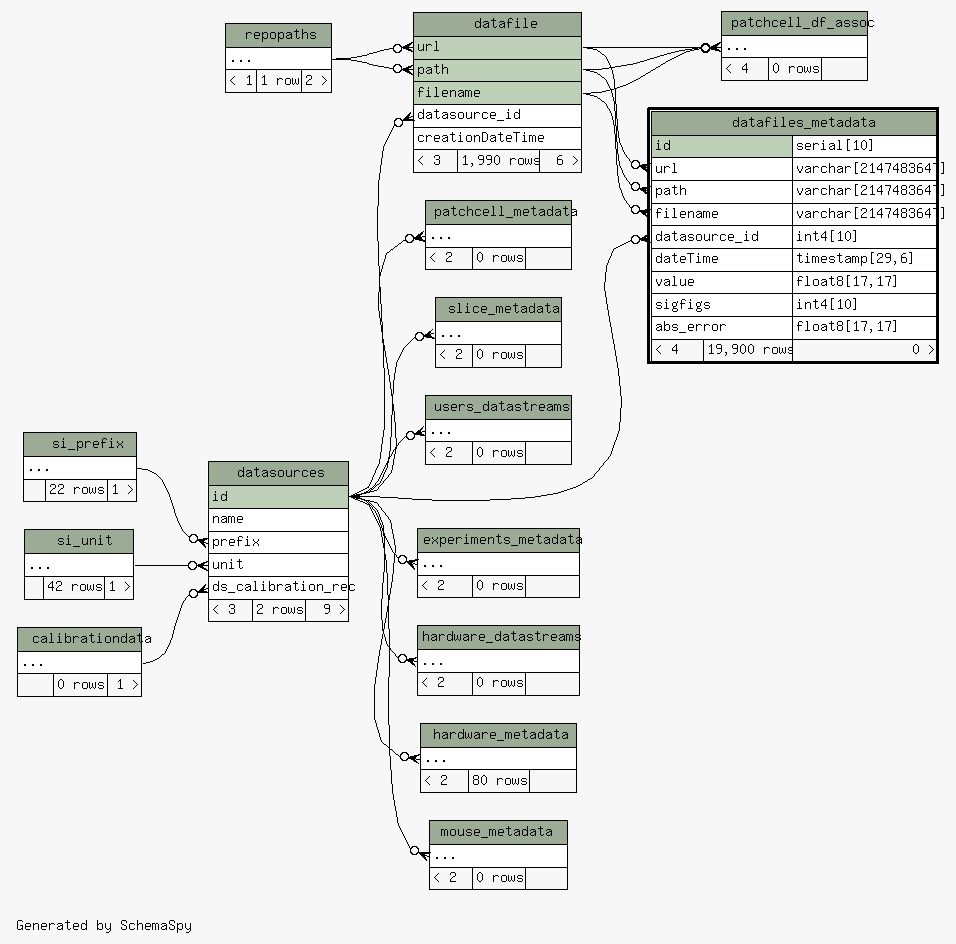 repopaths
...
< 1 1 row 2 >
datafile
url
path
filename
datasource_id
creationDateTime
< 3 1,990 rows 6 >
patchcell_df_assoc
...
< 4 0 rows
datafiles_metadata
id serial[10]
url varchar[2147483647]
path varchar[2147483647]
filename varchar[2147483647]
datasource_id int4[10]
dateTime timestamp[29,6]
value float8[17,17]
sigfigs int4[10]
abs_error float8[17,17]
< 4 19,900 rows 0 >
patchcell_metadata
...
< 2 0 rows
slice_metadata
...
< 2 0 rows
users_datastreams
...
< 2 0 rows
si_prefix
...
22 rows 1 >
si_unit
...
42 rows 1 >
calibrationdata
...
0 rows 1 >
datasources
id
name
prefix
unit
ds_calibration_rec
< 3 2 rows 9 >
experiments_metadata
...
< 2 0 rows
hardware_datastreams
...
< 2 0 rows
hardware_metadata
...
< 2 80 rows
mouse_metadata
...
< 2 0 rows
Generated by SchemaSpy